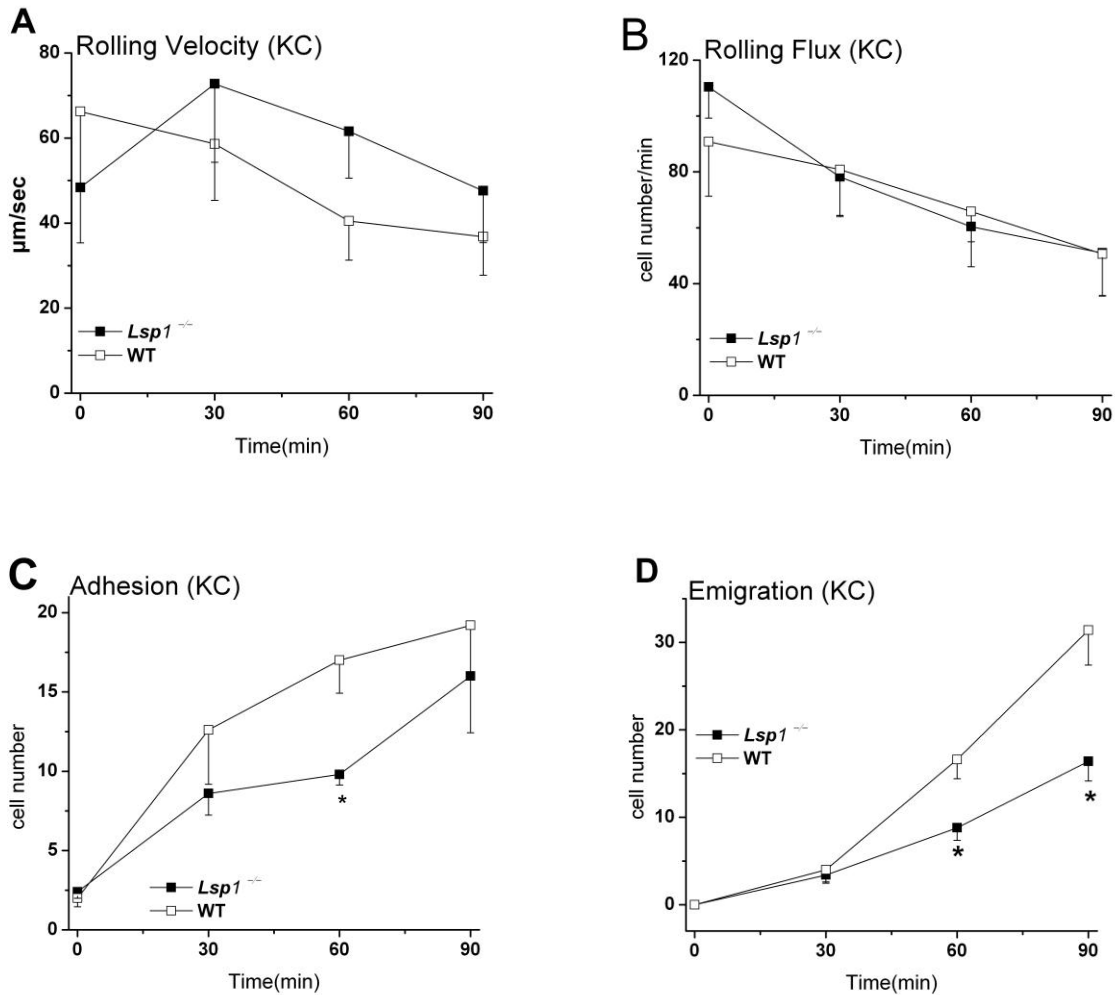 A
Rolling Velocity (KC)
80
60
40
20
0
µm/sec
Lsp1 -/-
WT
0 30 60 90
Time(min)
B
Rolling Flux (KC)
120
80
40
0
cell number/min
Lsp1 -/-
WT
0 30 60 90
Time(min)
C
Adhesion (KC)
20
15
10
5
0
cell number
*
Lsp1 -/-
WT
0 30 60 90
Time(min)
D
Emigration (KC)
30
20
10
0
cell number
Lsp1 -/-
WT
* *
0 30 60 90
Time(min)